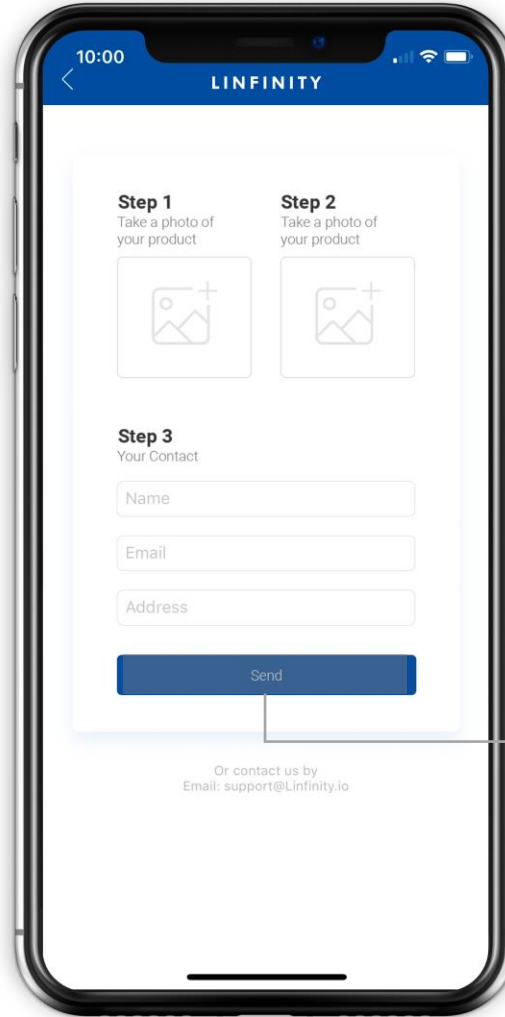 10:00
LINFINITY
Step 1
Take a photo of
your product
Step 2
Take a photo of
your product
Step 3
Your Contact
Name
Email
Address
Send
Or contact us by
Email: support@Linfinity.io